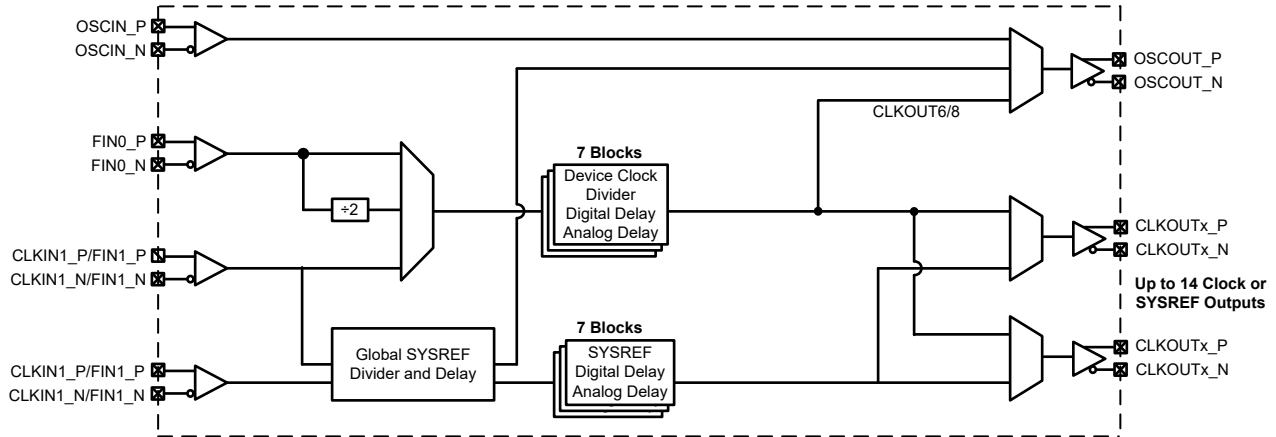 OSCIN_P
OSCIN_N
OSCOUT_P
OSCOUT_N
CLKOUT6/8
FIN0_P
FIN0_N
7 Blocks
Device Clock
Divider
Digital Delay
Analog Delay
÷2
CLKOUTx_P
CLKOUTx_N
CLKIN1_P/FIN1_P
CLKIN1_N/FIN1_N
Up to 14 Clock or
SYSREF Outputs
7 Blocks
SYSREF
Digital Delay
Analog Delay
Global SYSREF
Divider and Delay
CLKOUTx_P
CLKOUTx_N
CLKIN1_P/FIN1_P
CLKIN1_N/FIN1_N